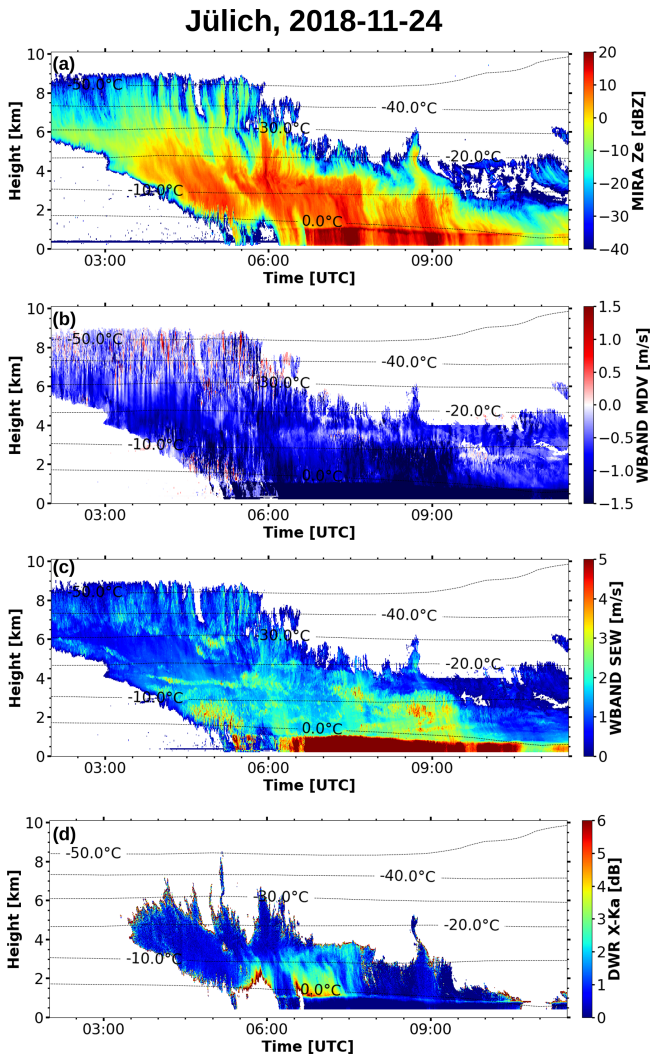 Jülich, 2018-11-24
(a)
10
8
6
4
2
0
Height [km]
-50.0°C
-40.0°C
-30.0°C
-20.0°C
-10.0°C
0.0°C
03:00 06:00 09:00
Time [UTC]
20
10
0
−10
−20
−30
−40
MIRA Ze [dBZ]
(b)
10
8
6
4
2
0
Height [km]
-50.0°C
-40.0°C
-30.0°C
-20.0°C
-10.0°C
0.0°C
03:00 06:00 09:00
Time [UTC]
1.5
1.0
0.5
0.0
−0.5
−1.0
−1.5
WBAND MDV [m/s]
(c)
10
8
6
4
2
0
Height [km]
-50.0°C
-40.0°C
-30.0°C
-20.0°C
-10.0°C
0.0°C
03:00 06:00 09:00
Time [UTC]
5
4
3
2
1
0
WBAND SEW [m/s]
(d)
10
8
6
4
2
0
Height [km]
-50.0°C
-40.0°C
-30.0°C
-20.0°C
-10.0°C
0.0°C
03:00 06:00 09:00
Time [UTC]
6
5
4
3
2
1
0
DWR X-Ka [dB]